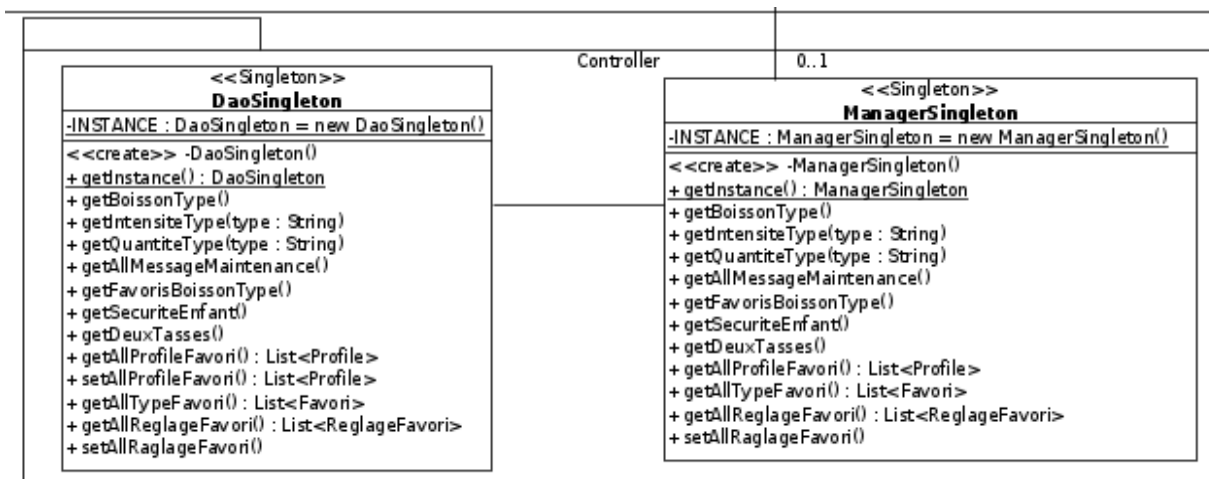 Controller
0..1
<<Singleton>>
DaoSingleton
-INSTANCE : DaoSingleton = new DaoSingleton()
<<create>> -DaoSingleton()
+ getInstance() : DaoSingleton
+ getBoissonType()
+ getIntensiteType(type : String)
+ getQuantiteType(type : String)
+ getAllMessageMaintenance()
+ getFavorisBoissonType()
+ getSecuriteEnfant()
+ getDeuxTasses()
+ getAllProfileFavori() : List<Profile>
+ setAllProfileFavori() : List<Profile>
+ getAllTypeFavori() : List<Favori>
+ getAllReglageFavori() : List<ReglageFavori>
+ setAllRaglageFavori()
<<Singleton>>
ManagerSingleton
-INSTANCE : ManagerSingleton = new ManagerSingleton()
<<create>> -ManagerSingleton()
+ getInstance() : ManagerSingleton
+ getBoissonType()
+ getIntensiteType(type : String)
+ getQuantiteType(type : String)
+ getAllMessageMaintenance()
+ getFavorisBoissonType()
+ getSecuriteEnfant()
+ getDeuxTasses()
+ getAllProfileFavori() : List<Profile>
+ getAllTypeFavori() : List<Favori>
+ getAllReglageFavori() : List<ReglageFavori>
+ setAllRaglageFavori()